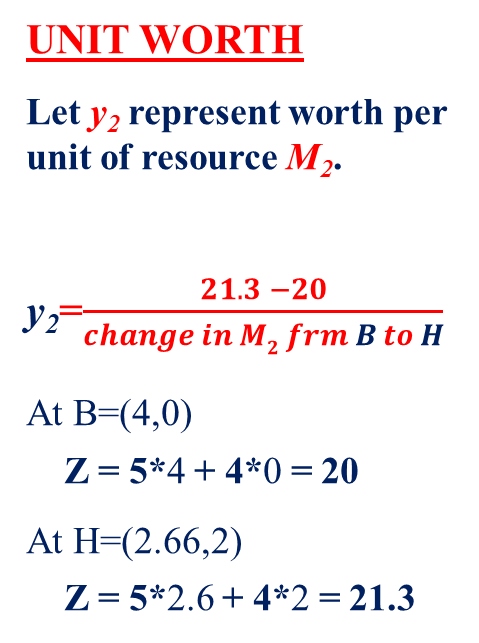 UNIT WORTH
Let y₂ represent worth per
unit of resource M₂.
21.3 −20
y₂=
change in M₂ frm B to H
At B=(4,0)
Z = 5*4 + 4*0 = 20
At H=(2.66,2)
Z = 5*2.6 + 4*2 = 21.3